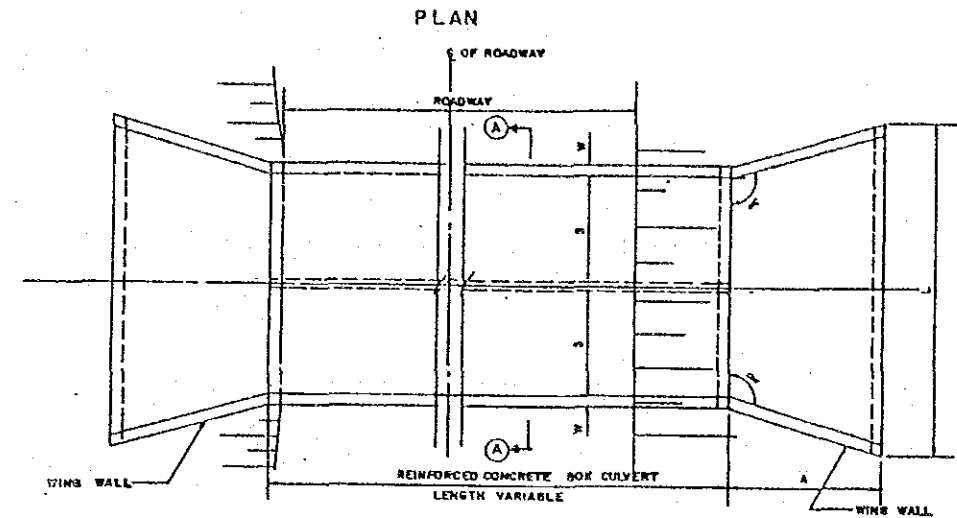 PLAN
℄ OF ROADWAY
ROADWAY
A
W
S
S
W
A
L
WING WALL
REINFORCED CONCRETE BOX CULVERT
LENGTH VARIABLE
A
WING WALL